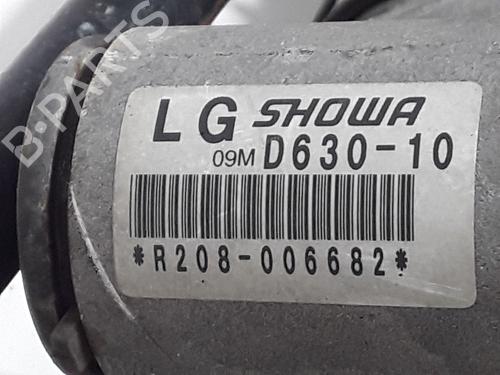 B-PARTS
LG SHOWA
09M D630-10
*R208-006682*